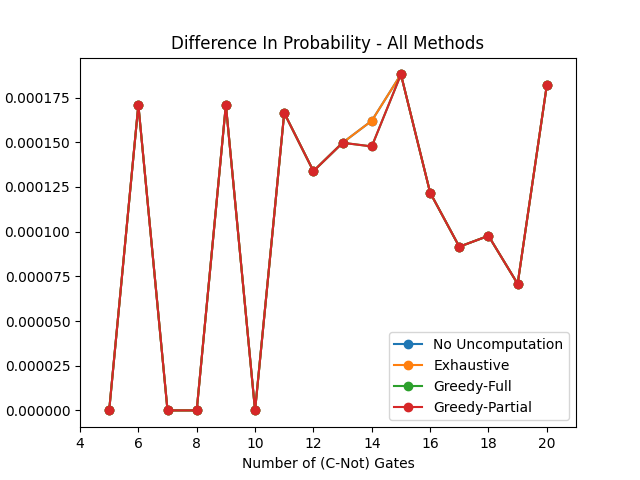 Difference In Probability - All Methods
0.000175
0.000150
0.000125
0.000100
0.000075
0.000050
0.000025
0.000000
No Uncomputation
Exhaustive
Greedy-Full
Greedy-Partial
4 6 8 10 12 14 16 18 20
Number of (C-Not) Gates